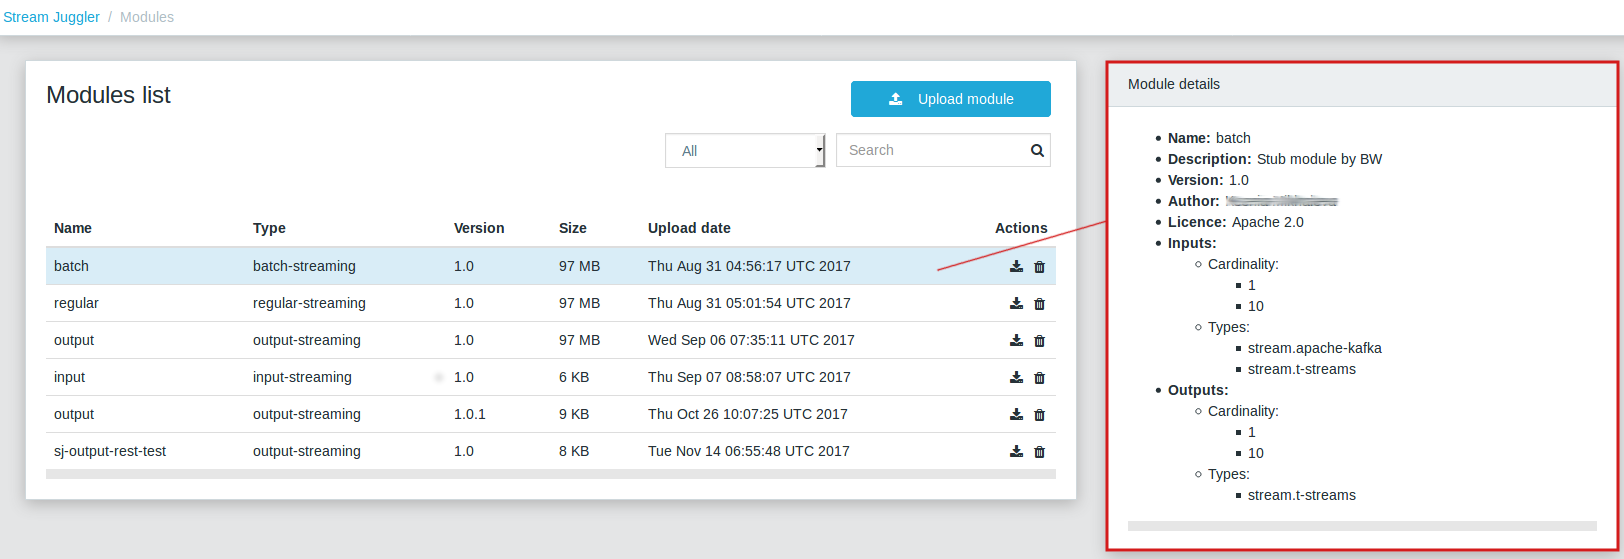 Stream Juggler / Modules
Modules list
Upload module
All
Search
Name Type Version Size Upload date Actions
batch batch-streaming 1.0 97 MB Thu Aug 31 04:56:17 UTC 2017
regular regular-streaming 1.0 97 MB Thu Aug 31 05:01:54 UTC 2017
output output-streaming 1.0 97 MB Wed Sep 06 07:35:11 UTC 2017
input input-streaming 1.0 6 KB Thu Sep 07 08:58:07 UTC 2017
output output-streaming 1.0.1 9 KB Thu Oct 26 10:07:25 UTC 2017
sj-output-rest-test output-streaming 1.0 8 KB Tue Nov 14 06:55:48 UTC 2017
Module details
Name: batch
Description: Stub module by BW
Version: 1.0
Author:
Licence: Apache 2.0
Inputs:
Cardinality:
1
10
Types:
stream.apache-kafka
stream.t-streams
Outputs:
Cardinality:
1
10
Types:
stream.t-streams